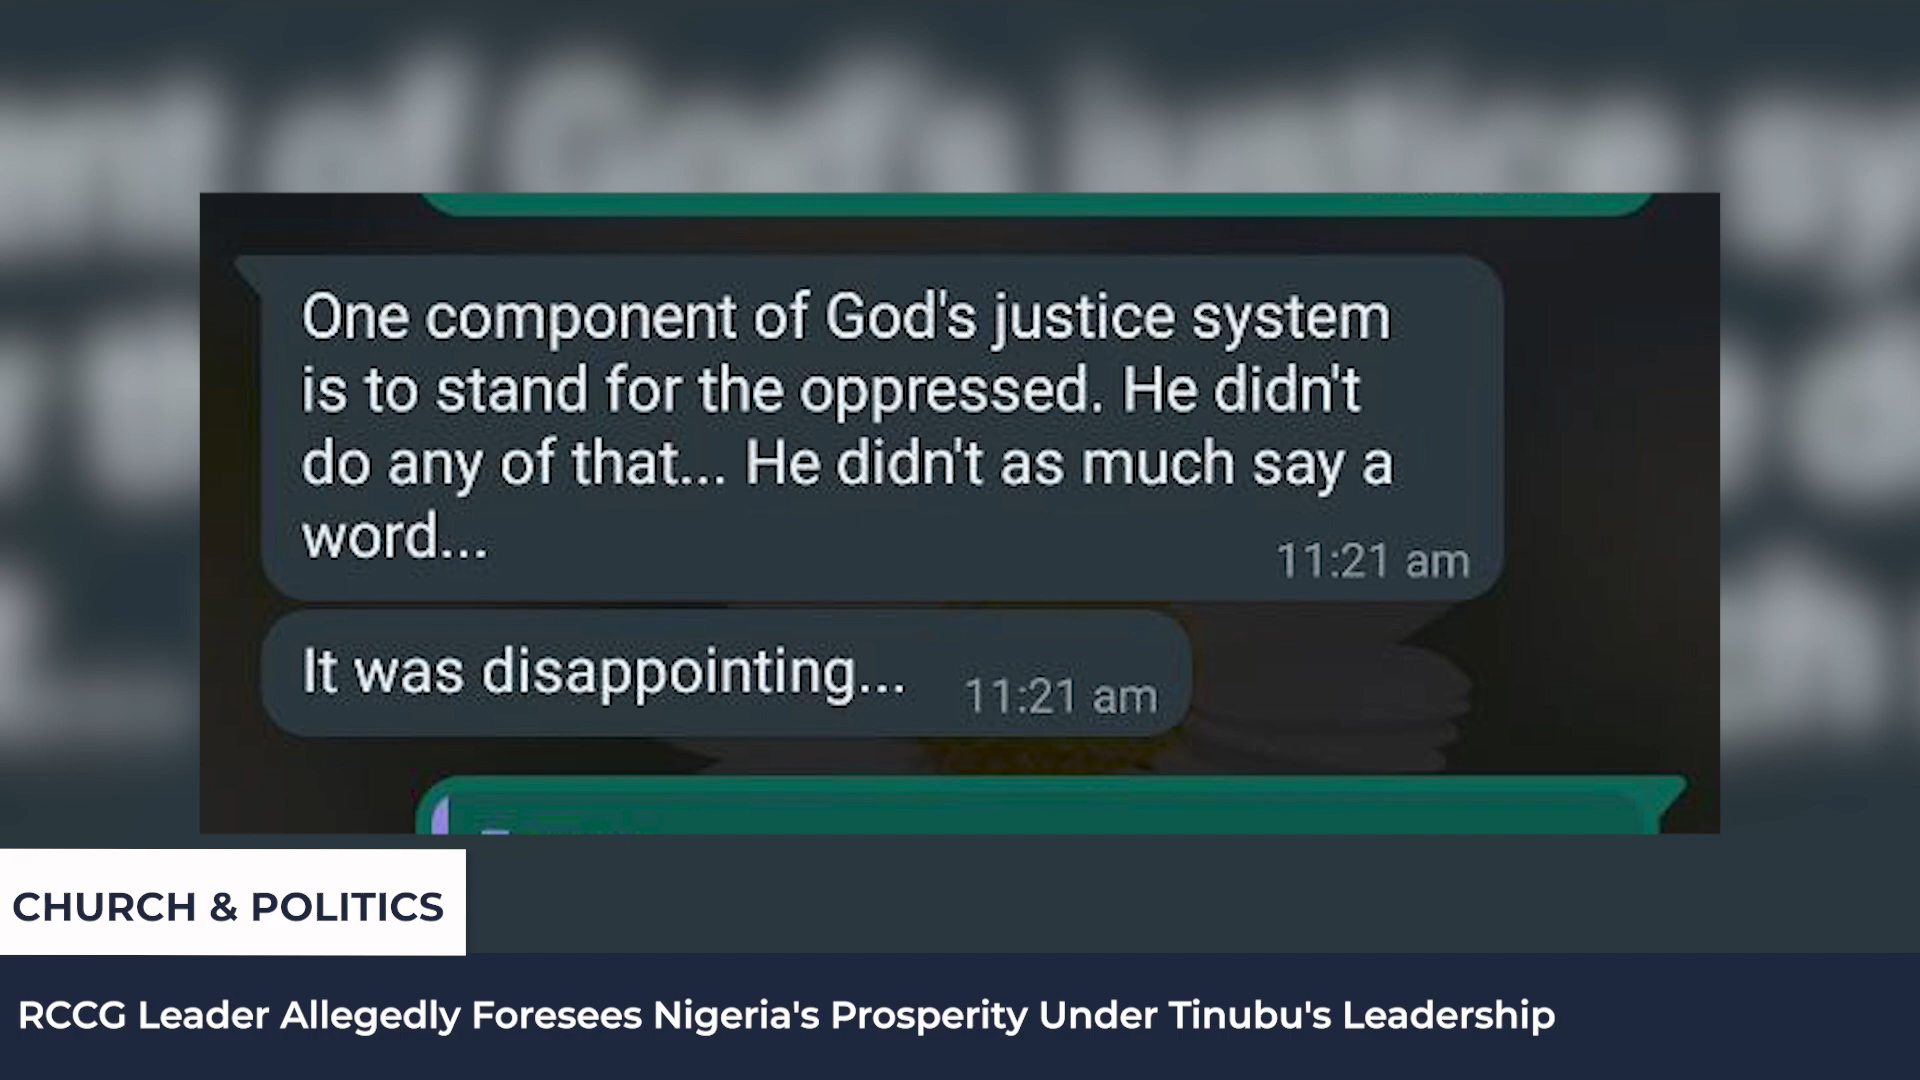 One component of God's justice system
is to stand for the oppressed. He didn't
do any of that... He didn't as much say a
word...
11:21 am
It was disappointing...
11:21 am
CHURCH & POLITICS
RCCG Leader Allegedly Foresees Nigeria's Prosperity Under Tinubu's Leadership